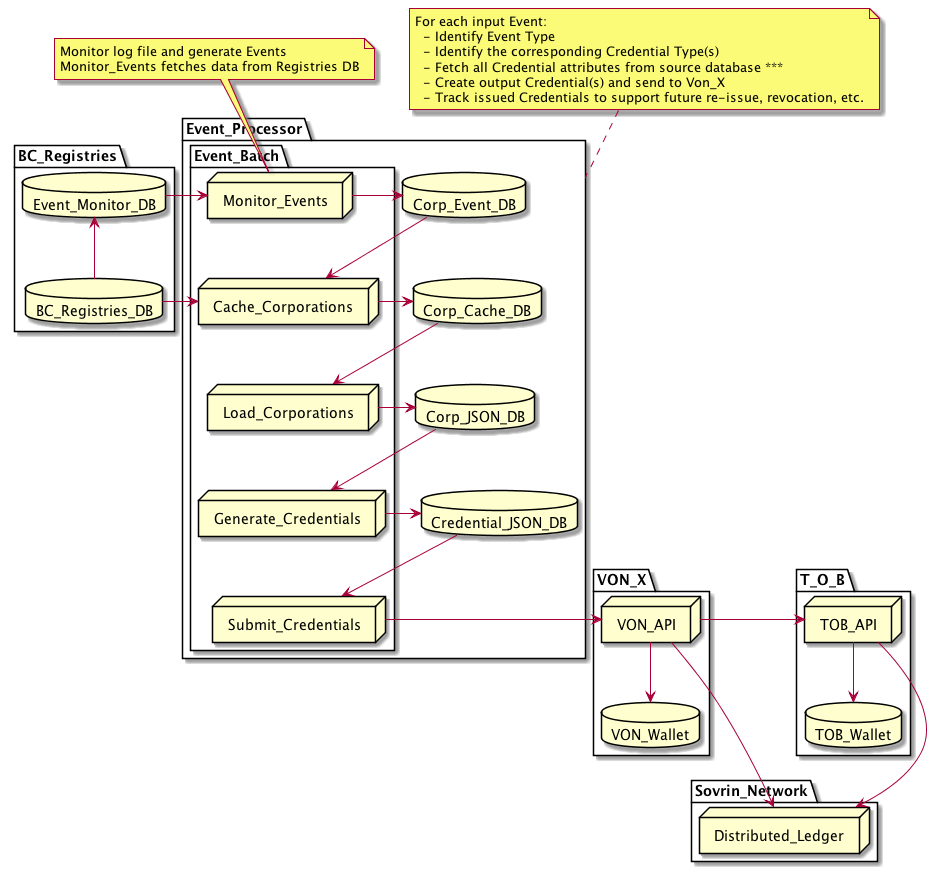 For each input Event:
- Identify Event Type
- Identify the corresponding Credential Type(s)
- Fetch all Credential attributes from source database ***
- Create output Credential(s) and send to Von_X
- Track issued Credentials to support future re-issue, revocation, etc.
Monitor log file and generate Events
Monitor_Events fetches data from Registries DB
Event_Processor
BC_Registries
Event_Batch
Event_Monitor_DB
Monitor_Events
Corp_Event_DB
BC_Registries_DB
Cache_Corporations
Corp_Cache_DB
Load_Corporations
Corp_JSON_DB
Generate_Credentials
Credential_JSON_DB
VON_X
T_O_B
Submit_Credentials
VON_API
TOB_API
VON_Wallet
TOB_Wallet
Sovrin_Network
Distributed_Ledger